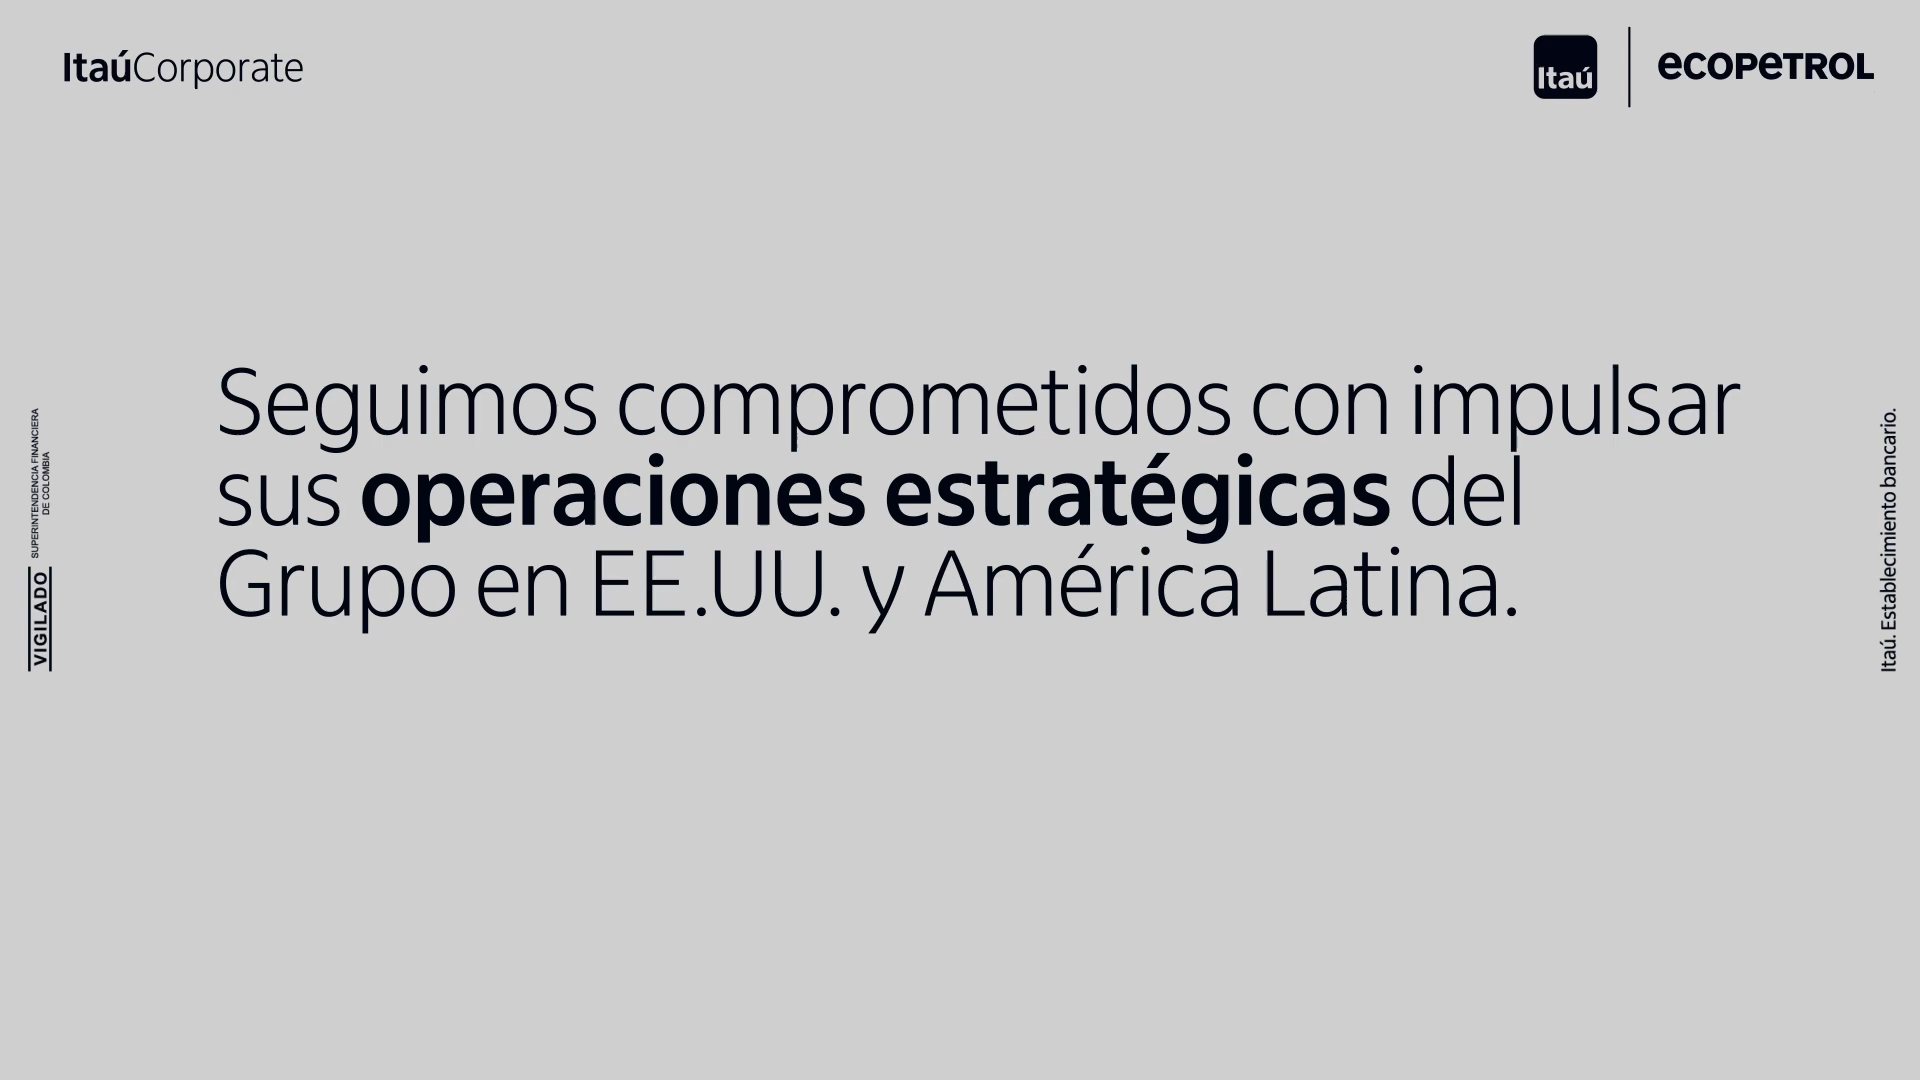 ItaúCorporate
Itaú
ecopetrol
Seguimos comprometidos con impulsar
sus operaciones estratégicas del
Grupo en EE.UU. y América Latina.
VIGILADO
SUPERINTENDENCIA FINANCIERA
DE COLOMBIA
Itaú. Establecimiento bancario.